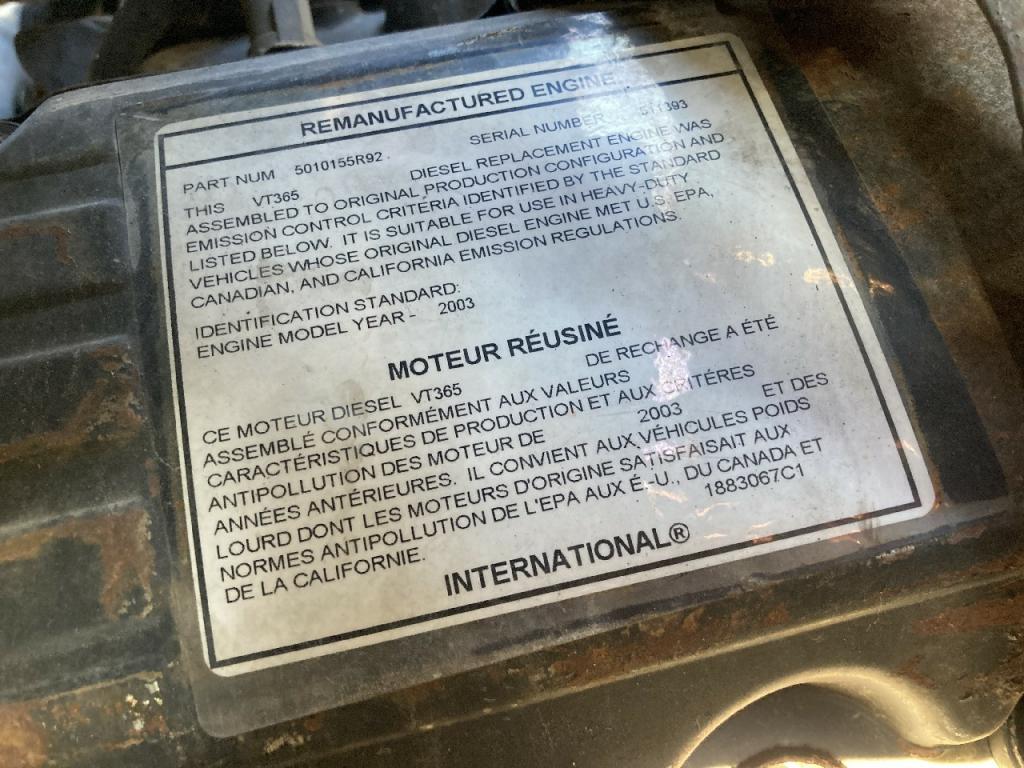 REMANUFACTURED ENGINE
PART NUM 5010155R92 SERIAL NUMBER 511393
THIS VT365 DIESEL REPLACEMENT ENGINE WAS
ASSEMBLED TO ORIGINAL PRODUCTION CONFIGURATION AND
EMISSION CONTROL CRITERIA IDENTIFIED BY THE STANDARD
LISTED BELOW. IT IS SUITABLE FOR USE IN HEAVY-DUTY
VEHICLES WHOSE ORIGINAL DIESEL ENGINE MET U.S. EPA,
CANADIAN, AND CALIFORNIA EMISSION REGULATIONS.
IDENTIFICATION STANDARD:
ENGINE MODEL YEAR - 2003
MOTEUR RÉUSINÉ
CE MOTEUR DIESEL VT365 DE RECHANGE A ÉTÉ
ASSEMBLÉ CONFORMÉMENT AUX VALEURS
CARACTÉRISTIQUES DE PRODUCTION ET AUX CRITÉRES
ANTIPOLLUTION DES MOTEUR DE 2003 ET DES
ANNÉES ANTÉRIEURES. IL CONVIENT AUX VÉHICULES POIDS
LOURD DONT LES MOTEURS D'ORIGINE SATISFAISAIT AUX
NORMES ANTIPOLLUTION DE L'EPA AUX É.-U., DU CANADA ET
DE LA CALIFORNIE. 1883067C1
INTERNATIONAL®